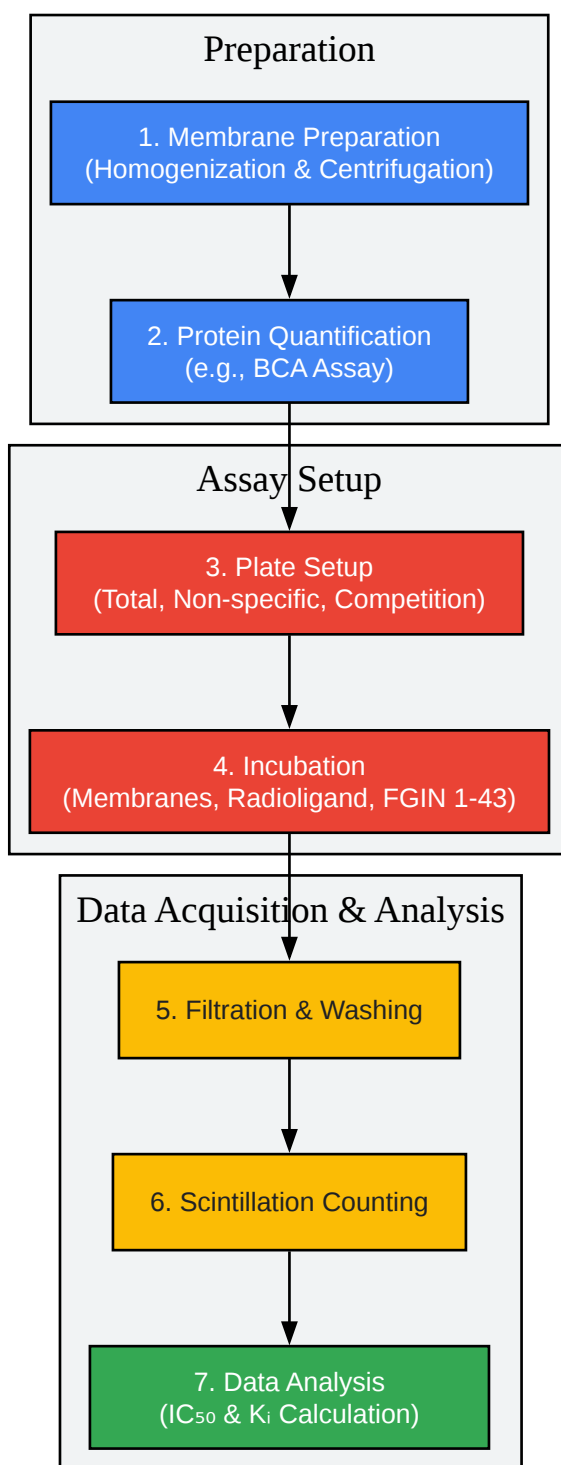 Preparation
1. Membrane Preparation
(Homogenization & Centrifugation)
2. Protein Quantification
(e.g., BCA Assay)
Assay Setup
3. Plate Setup
(Total, Non-specific, Competition)
4. Incubation
(Membranes, Radioligand, FGIN 1-43)
Data Acquisition & Analysis
5. Filtration & Washing
6. Scintillation Counting
7. Data Analysis
(IC₅₀ & Kᵢ Calculation)